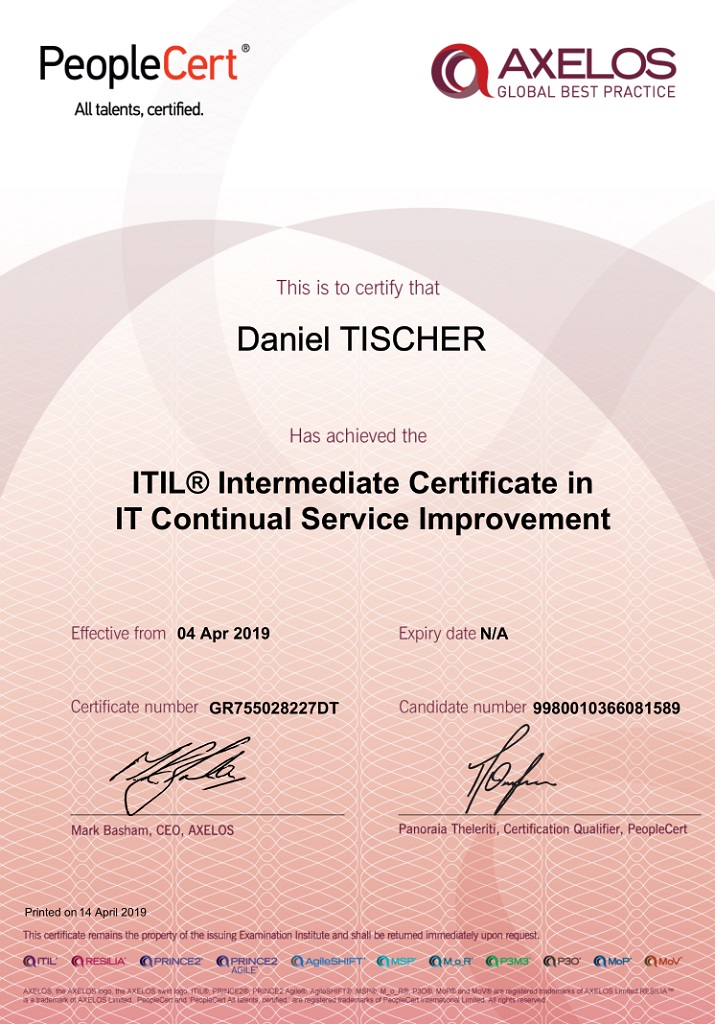 PeopleCert®
All talents, certified.
AXELOS
GLOBAL BEST PRACTICE
This is to certify that
Daniel TISCHER
Has achieved the
ITIL® Intermediate Certificate in
IT Continual Service Improvement
Effective from 04 Apr 2019
Expiry date N/A
Certificate number GR755028227DT
Candidate number 9980010366081589
Mark Basham, CEO, AXELOS
Panoraia Theleriti, Certification Qualifier, PeopleCert
Printed on 14 April 2019
This certificate remains the property of the issuing Examination Institute and shall be returned immediately upon request.
ITIL® RESILIA™ PRINCE2® PRINCE2 AGILE® AgileSHIFT® MSP® M_o_R® P3M3® P3O® MoP® MoV®
AXELOS, the AXELOS logo, the AXELOS swirl logo, ITIL®, PRINCE2®, PRINCE2 Agile®, AgileSHIFT®, MSP®, M_o_R®, P3O®, MoP® and MoV® are registered trademarks of AXELOS Limited.RESILIA™
is a trademark of AXELOS Limited. PeopleCert and PeopleCert All talents, certified. are registered trademarks of PeopleCert International Limited. All rights reserved.